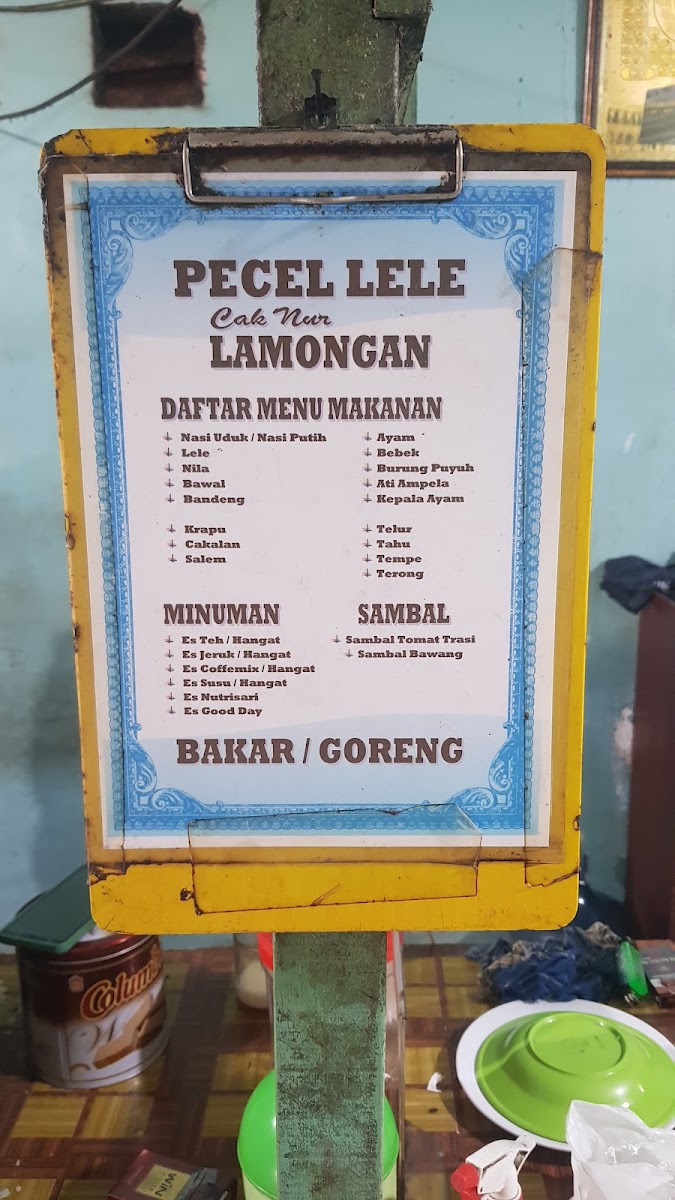 PECEL LELE
Cak Nur
LAMONGAN
DAFTAR MENU MAKANAN
Nasi Uduk / Nasi Putih
Lele
Nila
Bawal
Bandeng
Krapu
Cakalan
Salem
Ayam
Bebek
Burung Puyuh
Ati Ampela
Kepala Ayam
Telur
Tahu
Tempe
Terong
MINUMAN
Es Teh / Hangat
Es Jeruk / Hangat
Es Coffemix / Hangat
Es Susu / Hangat
Es Nutrisari
Es Good Day
SAMBAL
Sambal Tomat Trasi
Sambal Bawang
BAKAR / GORENG
WIN